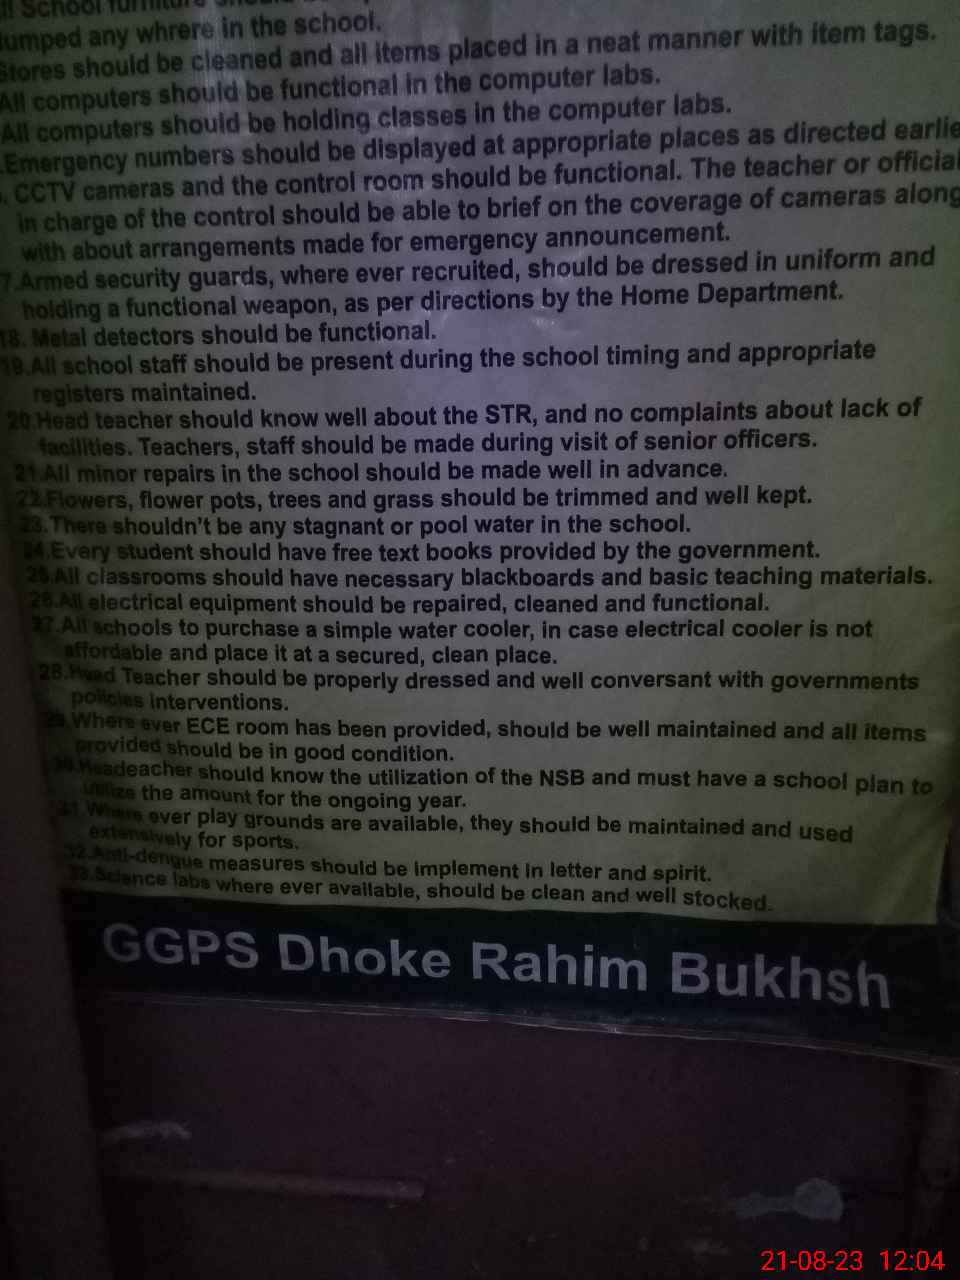 School furniture should be
dumped any whrere in the school.
Stores should be cleaned and all items placed in a neat manner with item tags.
All computers should be functional in the computer labs.
All computers should be holding classes in the computer labs.
.Emergency numbers should be displayed at appropriate places as directed earlie
. CCTV cameras and the control room should be functional. The teacher or official
in charge of the control should be able to brief on the coverage of cameras along
with about arrangements made for emergency announcement.
7.Armed security guards, where ever recruited, should be dressed in uniform and
holding a functional weapon, as per directions by the Home Department.
18. Metal detectors should be functional.
19.All school staff should be present during the school timing and appropriate
registers maintained.
20.Head teacher should know well about the STR, and no complaints about lack of
facilities. Teachers, staff should be made during visit of senior officers.
21.All minor repairs in the school should be made well in advance.
22.Flowers, flower pots, trees and grass should be trimmed and well kept.
23.There shouldn't be any stagnant or pool water in the school.
24.Every student should have free text books provided by the government.
25.All classrooms should have necessary blackboards and basic teaching materials.
26.All electrical equipment should be repaired, cleaned and functional.
27.All schools to purchase a simple water cooler, in case electrical cooler is not
affordable and place it at a secured, clean place.
28.Head Teacher should be properly dressed and well conversant with governments
policies interventions.
29.Where ever ECE room has been provided, should be well maintained and all items
provided should be in good condition.
30.Headeacher should know the utilization of the NSB and must have a school plan to
utilize the amount for the ongoing year.
31.Where ever play grounds are available, they should be maintained and used
extensively for sports.
32.Anti-dengue measures should be implement in letter and spirit.
33.Science labs where ever available, should be clean and well stocked.
GGPS Dhoke Rahim Bukhsh
21-08-23 12:04